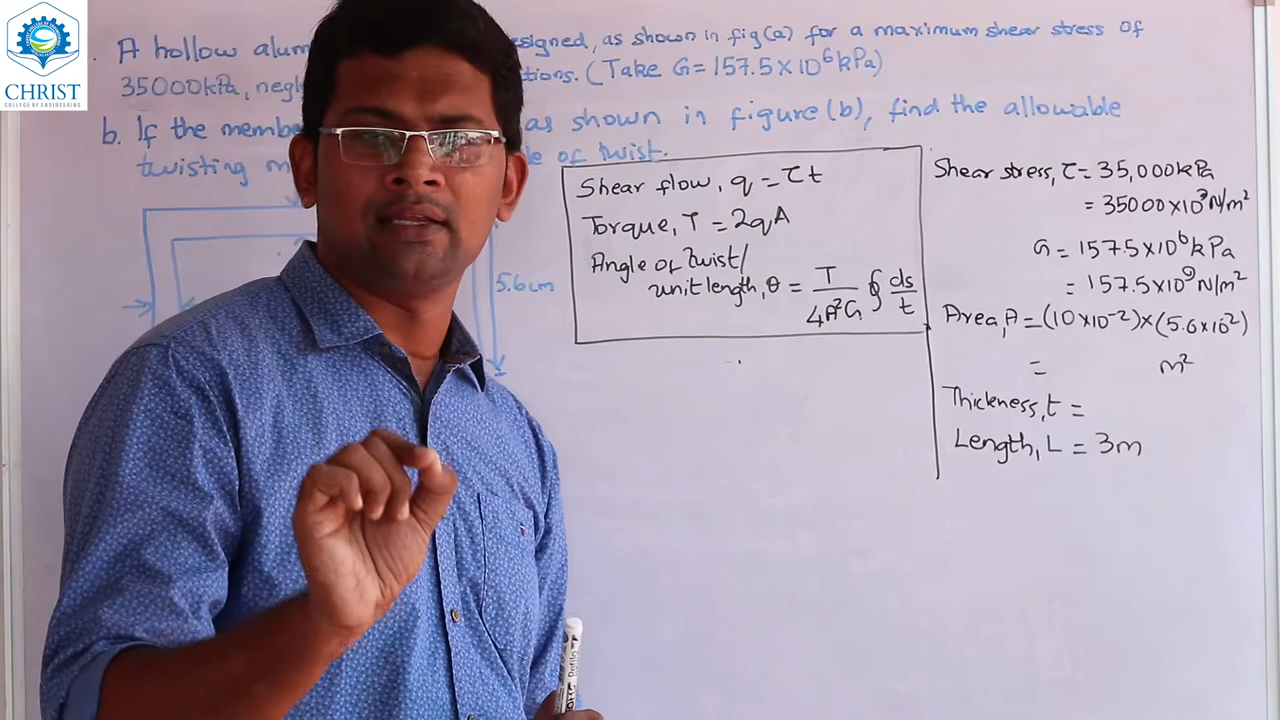 CHRIST
COLLEGE OF ENGINEERING
A hollow alum esigned, as shown in fig(a) for a maximum shear stress of
35000kPa, negl tions. (Take G = 157.5×10⁶kPa)
b. If the membe as shown in figure (b), find the allowable
twisting m le of twist.
5.6cm
Shear flow, q = τt
Torque, T = 2qA
Angle of twist/
unit length, θ = T/4A²G ∮ ds/t
Shear stress, τ = 35,000kPa
= 35000×10³N/m²
G = 157.5×10⁶kPa
= 157.5×10⁹N/m²
Area, A = (10×10⁻²)×(5.6×10⁻²)
= m²
Thickness, t =
Length, L = 3m